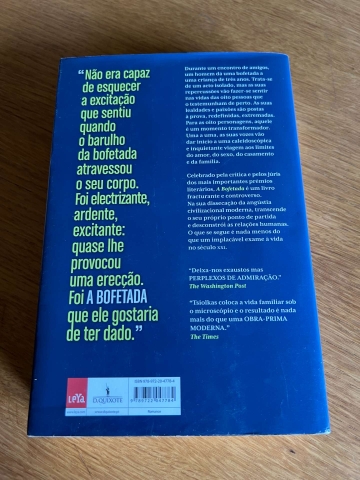 “Não era capaz
de esquecer
a excitação
que sentiu
quando
o barulho
da bofetada
atravessou
o seu corpo.
Foi electrizante,
ardente,
excitante:
quase lhe
provocou
uma erecção.
Foi A BOFETADA
que ele gostaria
de ter dado.”
Durante um encontro de amigos,
um homem dá uma bofetada a
uma criança de três anos. Trata-se
de um acto isolado, mas as suas
repercussões vão fazer-se sentir
nas vidas das oito pessoas que
o testemunham de perto. As suas
lealdades e paixões são postas
à prova, redefinidas, extremadas.
Para as oito personagens, aquele
é um momento transformador.
Uma a uma, as suas vozes vão
dar início a uma caleidoscópica
e inquietante viagem aos limites
do amor, do sexo, do casamento
e da família.
Celebrado pela crítica e pelos júris
dos mais importantes prémios
literários, A Bofetada é um livro
fracturante e controverso.
Na sua dissecação da angústia
civilizacional moderna, transcende
o seu próprio ponto de partida
e desconstrói as relações humanas.
O que se segue é nada menos do
que um implacável exame à vida
no século XXI.
“Deixa-nos exaustos mas
PERPLEXOS DE ADMIRAÇÃO.”
The Washington Post
“Tsiolkas coloca a vida familiar sob
o microscópio e o resultado é nada
mais do que uma OBRA-PRIMA
MODERNA.”
The Times
LeYa
D. QUIXOTE